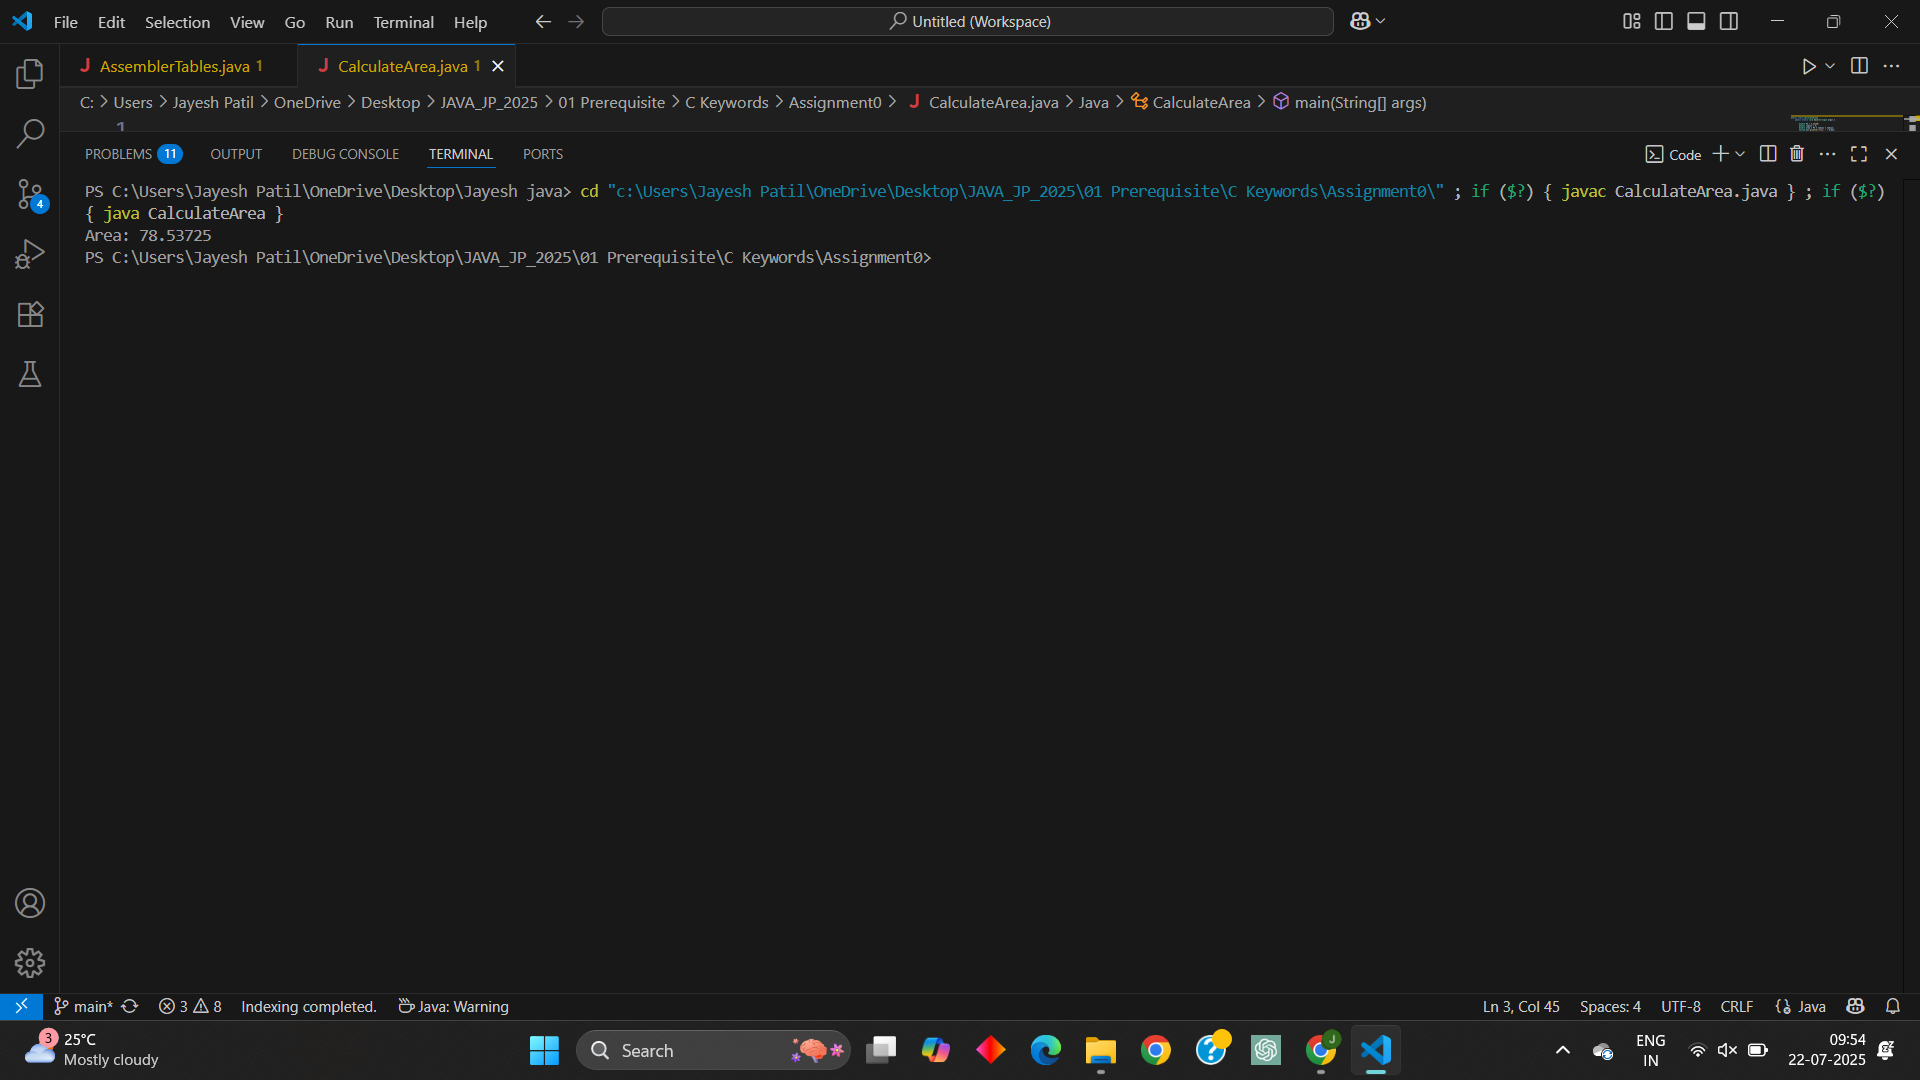 File Edit Selection View Go Run Terminal Help Untitled (Workspace)
J AssemblerTables.java 1 J CalculateArea.java 1
C: > Users > Jayesh Patil > OneDrive > Desktop > JAVA_JP_2025 > 01 Prerequisite > C Keywords > Assignment0 > J CalculateArea.java > Java > CalculateArea > main(String[] args)
1
PROBLEMS 11 OUTPUT DEBUG CONSOLE TERMINAL PORTS Code
PS C:\Users\Jayesh Patil\OneDrive\Desktop\Jayesh java> cd "c:\Users\Jayesh Patil\OneDrive\Desktop\JAVA_JP_2025\01 Prerequisite\C Keywords\Assignment0\" ; if ($?) { javac CalculateArea.java } ; if ($?)
{ java CalculateArea }
Area: 78.53725
PS C:\Users\Jayesh Patil\OneDrive\Desktop\JAVA_JP_2025\01 Prerequisite\C Keywords\Assignment0>
4
main* 3 8 Indexing completed. Java: Warning Ln 3, Col 45 Spaces: 4 UTF-8 CRLF Java
3 25°C
Mostly cloudy
Search
J
ENG
IN
09:54
22-07-2025